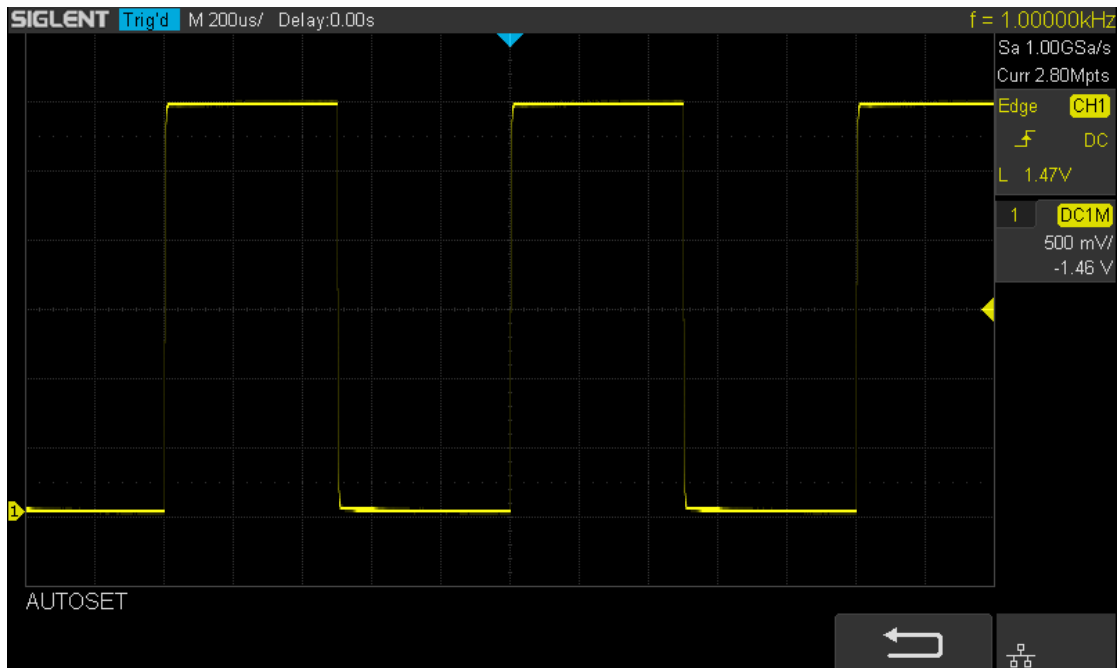 SIGLENT Trig'd M 200us/ Delay:0.00s f = 1.00000kHz
Sa 1.00GSa/s
Curr 2.80Mpts
Edge CH1
DC
L 1.47V
1 DC1M
500 mV/
-1.46 V
1
AUTOSET